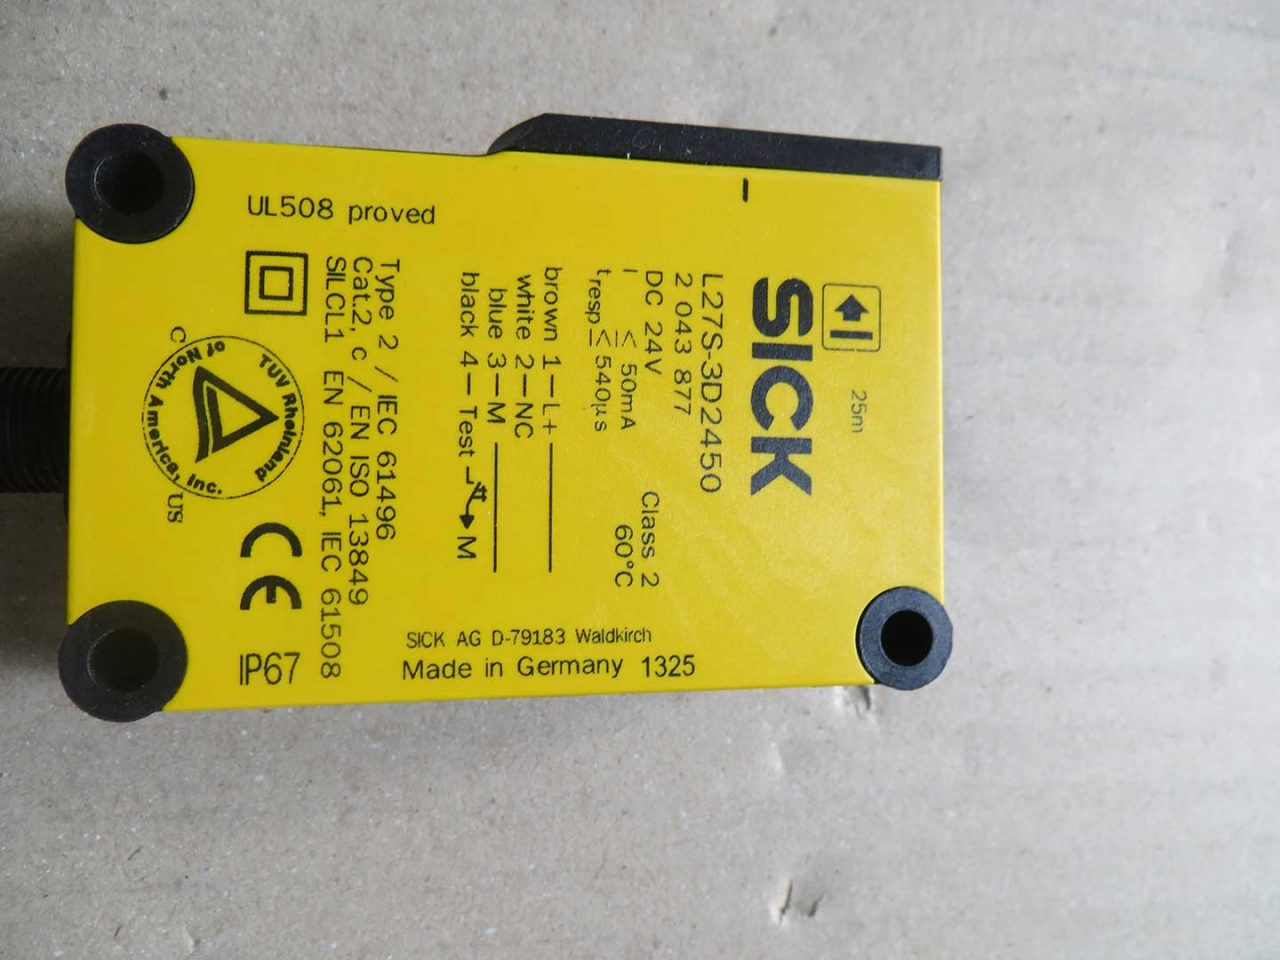 25m
SICK
L27S-3D2450
2 043 877
DC 24V Class 2
I ≤ 50mA 60°C
tresp ≤ 540µs
brown 1 — L+
white 2 — NC
blue 3 — M
black 4 — Test M
Type 2 / IEC 61496
Cat.2, c / EN ISO 13849
SILCL1 EN 62061, IEC 61508
UL508 proved
TUV Rheinland
of North America, Inc.
C US
CE
IP67
SICK AG D-79183 Waldkirch
Made in Germany 1325